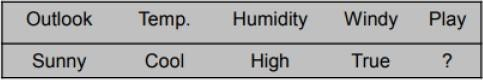 Outlook Temp. Humidity Windy Play
Sunny Cool High True ?